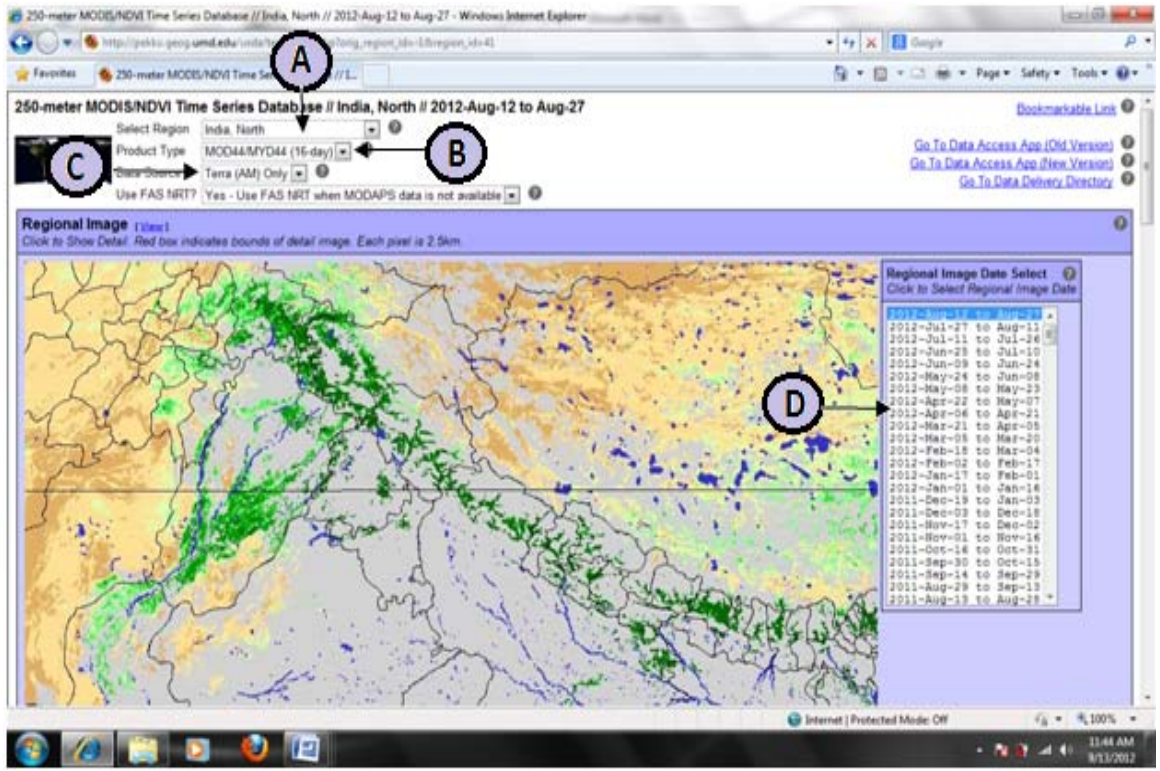 250-meter MODIS/NDVI Time Series Database // India, North // 2012-Aug-12 to Aug-27 - Windows Internet Explorer
Google
Favorites
250-meter MODIS/NDVI Time
Page
Safety
Tools
A
250-meter MODIS/NDVI Time Series Database // India, North // 2012-Aug-12 to Aug-27
Bookmarkable Link
Select Region India, North
Product Type MOD44/MYD44 (16-day)
B
Go To Data Access App (Old Version)
C
Data Source Terra (AM) Only
Go To Data Access App (New Version)
Go To Data Delivery Directory
Use FAS NRT? Yes - Use FAS NRT when MODAPS data is not available
Regional Image [View]
Click to Show Detail. Red box indicates bounds of detail image. Each pixel is 2.5km.
Regional Image Date Select
Click to Select Regional Image Date
2012-Aug-12 to Aug-27
2012-Jul-27 to Aug-11
2012-Jul-11 to Jul-26
2012-Jun-25 to Jul-10
2012-Jun-09 to Jun-24
2012-May-24 to Jun-08
2012-May-08 to May-23
2012-Apr-22 to May-07
2012-Apr-06 to Apr-21
2012-Mar-21 to Apr-05
2012-Mar-05 to Mar-20
2012-Feb-18 to Mar-04
2012-Feb-02 to Feb-17
2012-Jan-17 to Feb-01
2012-Jan-01 to Jan-16
2011-Dec-19 to Jan-03
2011-Dec-03 to Dec-18
2011-Nov-17 to Dec-02
2011-Nov-01 to Nov-16
2011-Oct-16 to Oct-31
2011-Sep-30 to Oct-15
2011-Sep-14 to Sep-29
2011-Aug-29 to Sep-13
2011-Aug-13 to Aug-28
D
Internet | Protected Mode: Off
100%
11:44 AM
9/13/2012